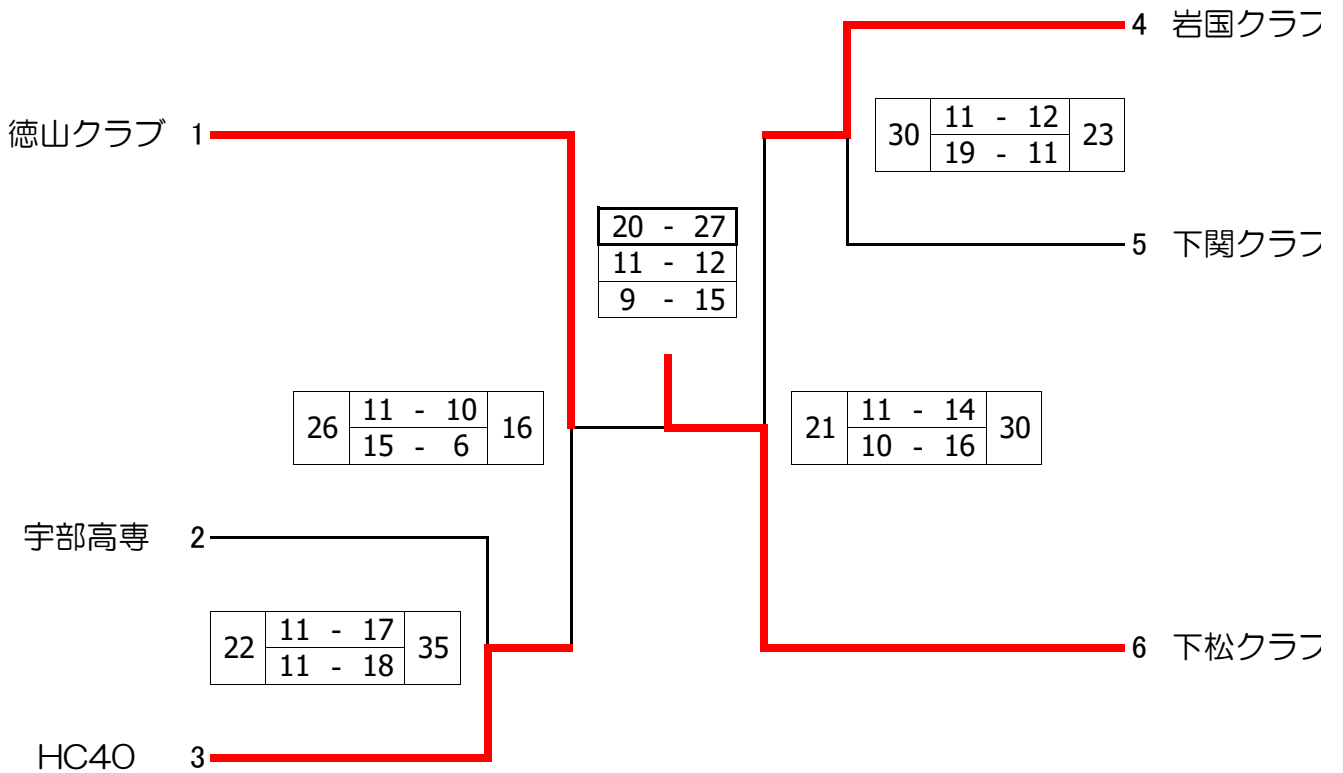 4 岩国クラブ
徳山クラブ 1
30 11 - 12 23
19 - 11
20 - 27
11 - 12
9 - 15
5 下関クラブ
26 11 - 10 16
15 - 6
21 11 - 14 30
10 - 16
宇部高専 2
22 11 - 17 35
11 - 18
6 下松クラブ
HC40 3